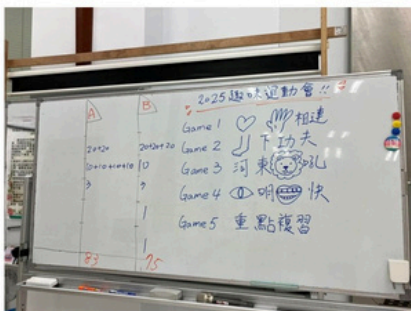 A B
20+20 20+20+20
10+10+10+10 10
3 5
1
1
83 75
2025趣味運動會!!
Game 1 相連
Game 2 下功夫
Game 3 河東 吼
Game 4 明 快
Game 5 重點複習